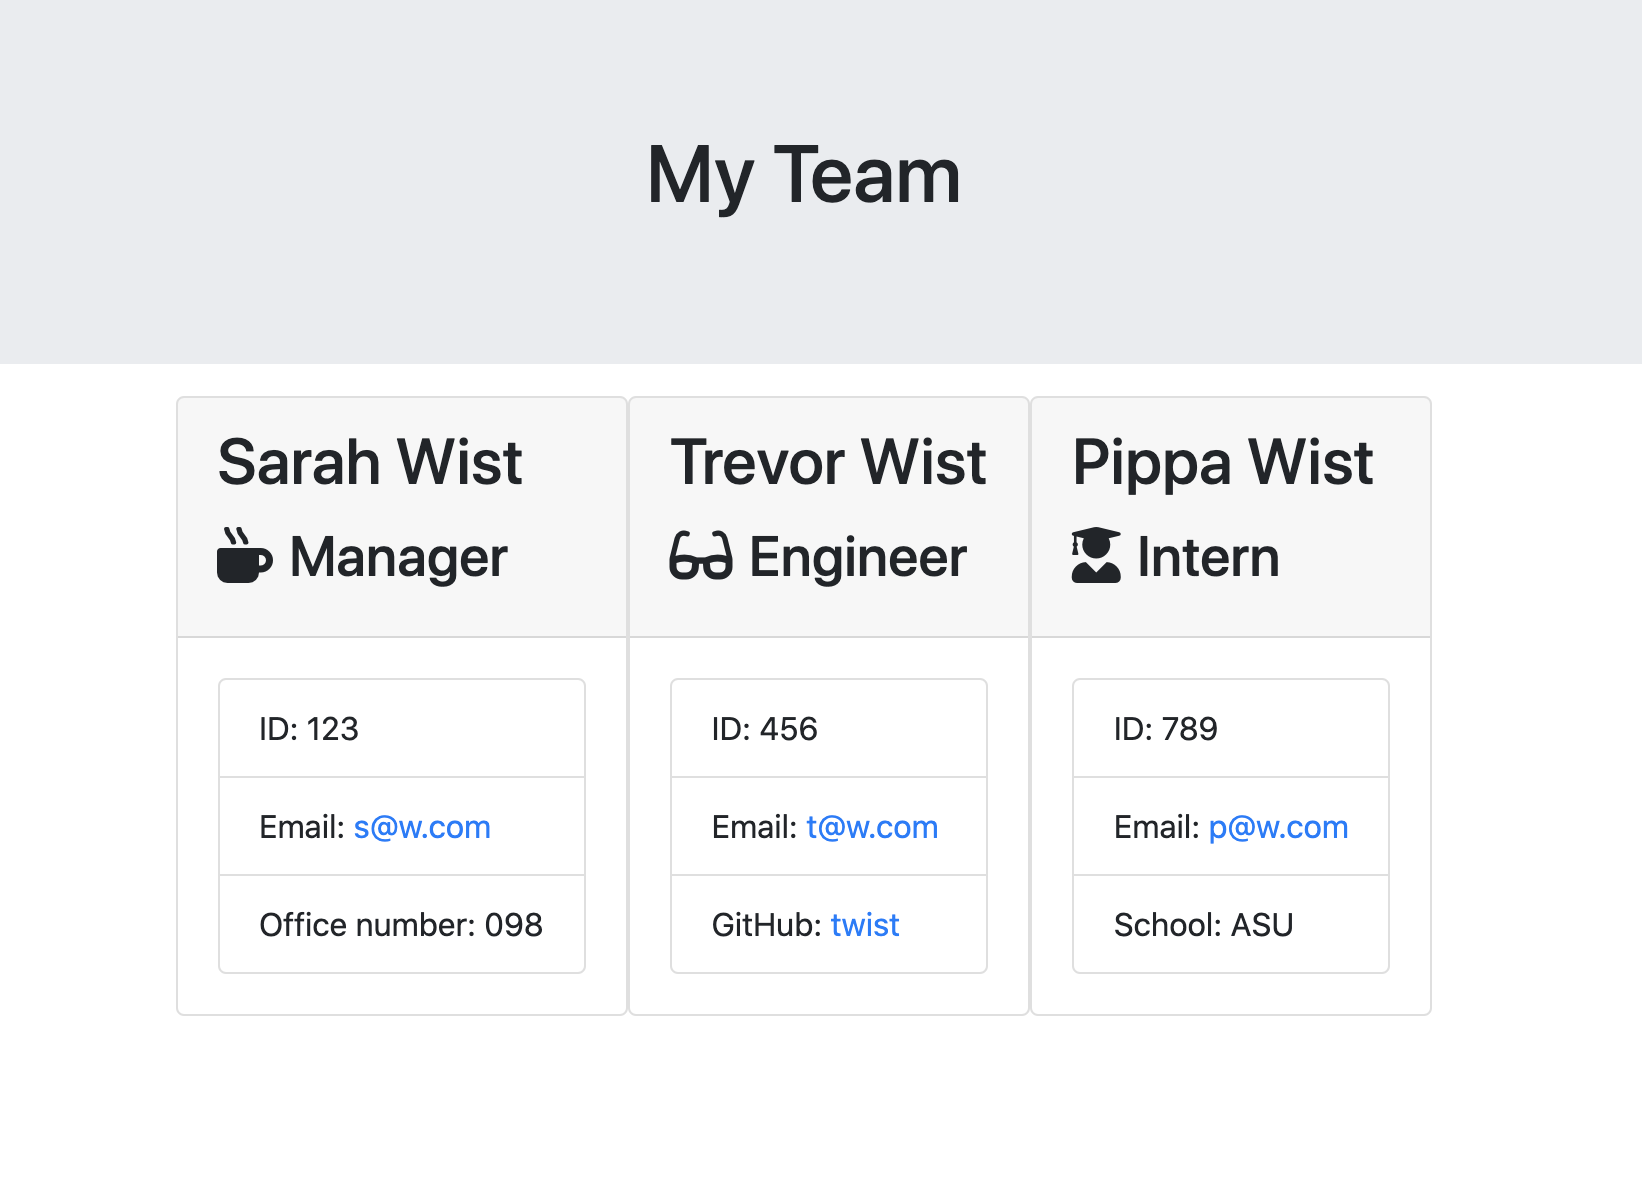 My Team
Sarah Wist
Manager
ID: 123
Email: s@w.com
Office number: 098
Trevor Wist
Engineer
ID: 456
Email: t@w.com
GitHub: twist
Pippa Wist
Intern
ID: 789
Email: p@w.com
School: ASU